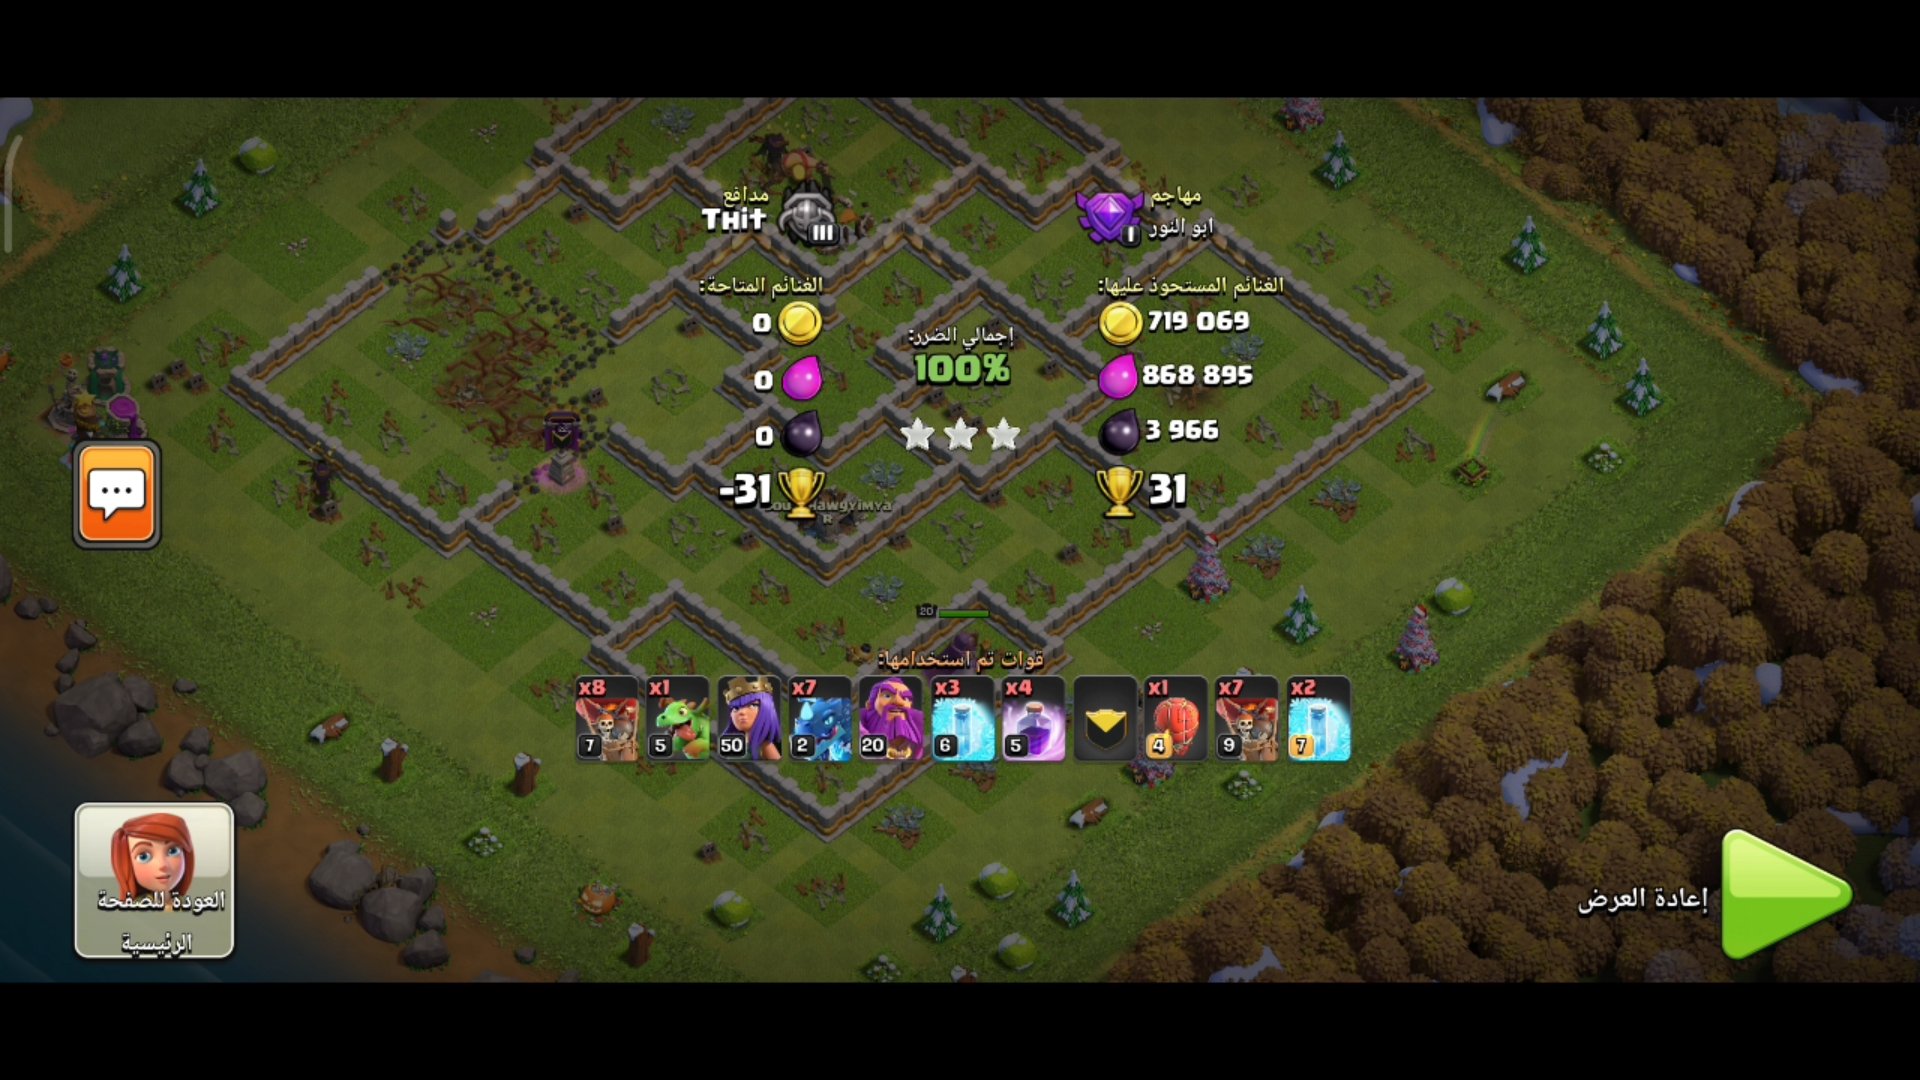 مدافع
THit
III
مهاجم
ابو النور
I
الغنائم المتاحة:
0
0
0
-31
إجمالي الضرر:
100%
الغنائم المستحوذ عليها:
719 069
868 895
3 966
31
20
قوات تم استخدامها:
x8
x1
x7
x3
x4
x1
x7
x2
7
5
50
2
20
6
5
4
9
7
العودة للصفحة
الرئيسية
إعادة العرض